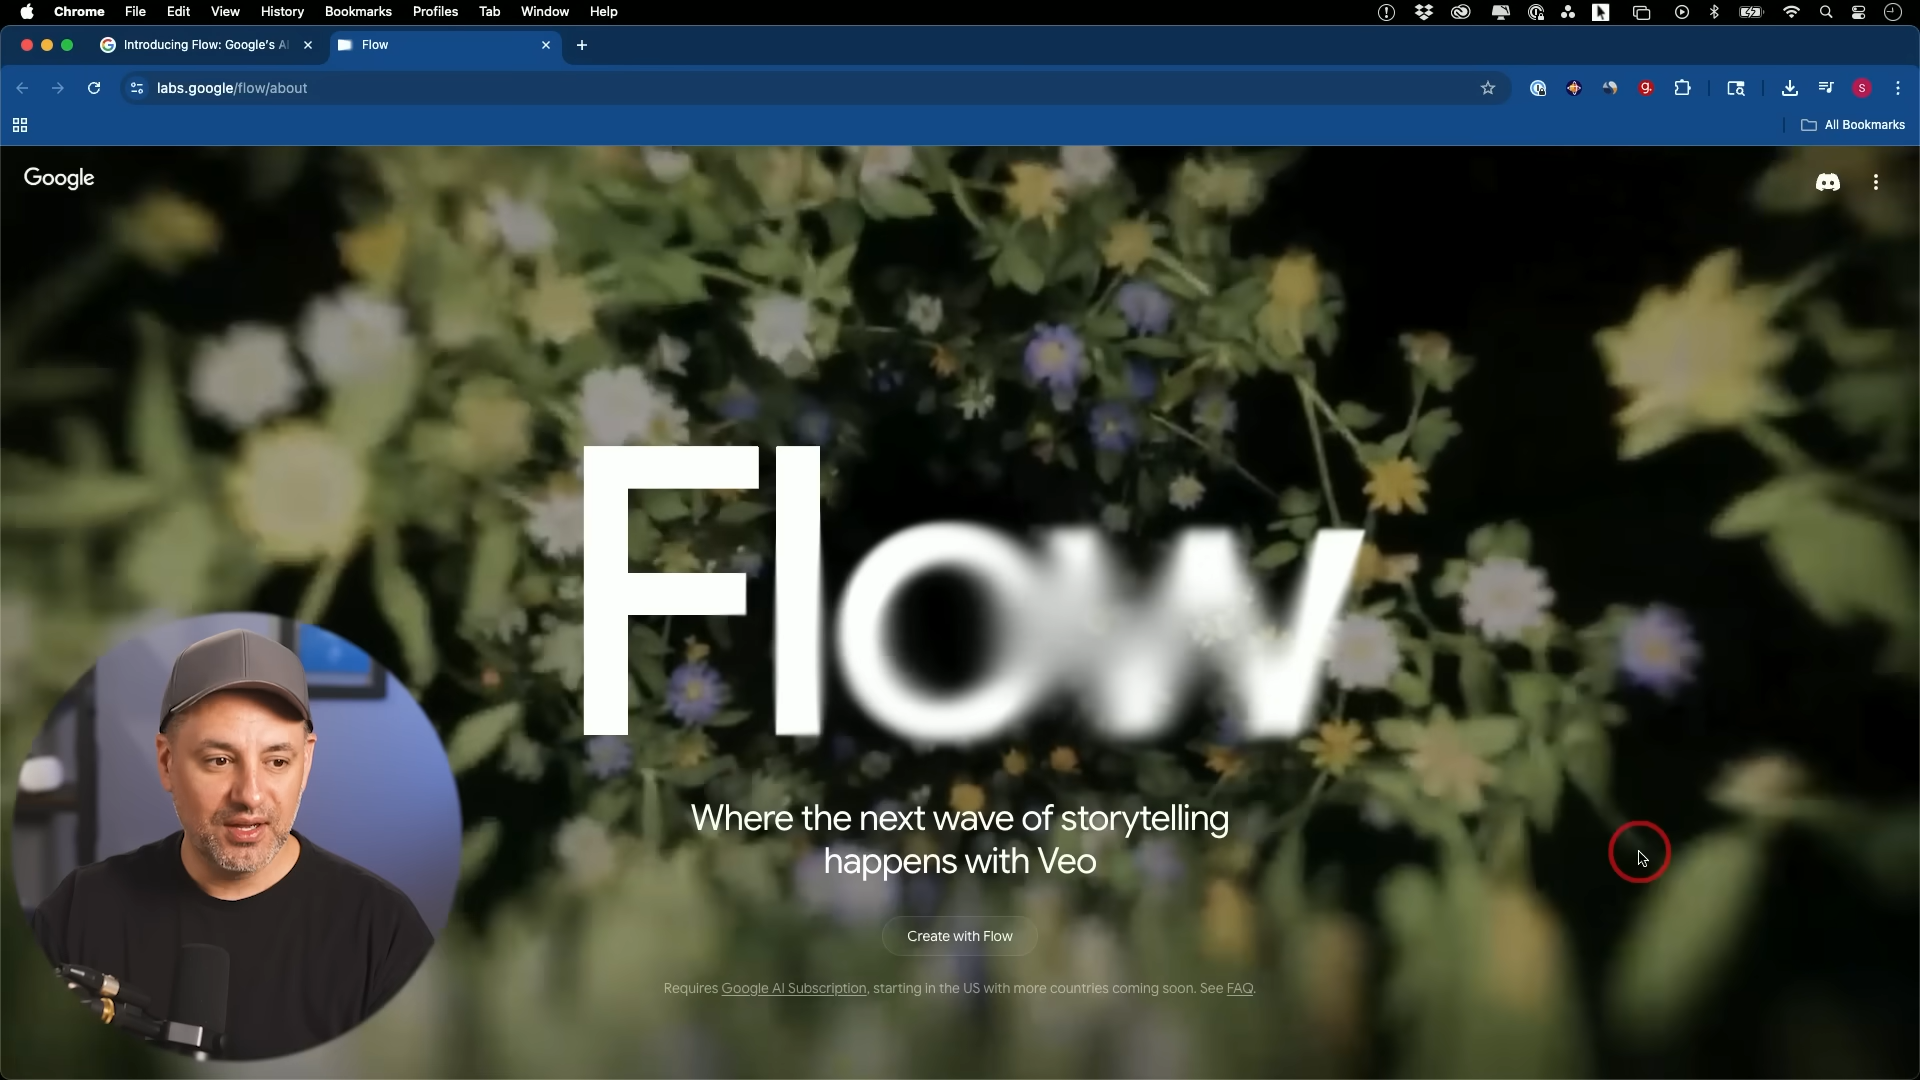 Chrome File Edit View History Bookmarks Profiles Tab Window Help
Introducing Flow: Google's AI
Flow
labs.google/flow/about
g.
S
All Bookmarks
Google
Flow
Where the next wave of storytelling
happens with Veo
Create with Flow
Requires Google AI Subscription, starting in the US with more countries coming soon. See FAQ.